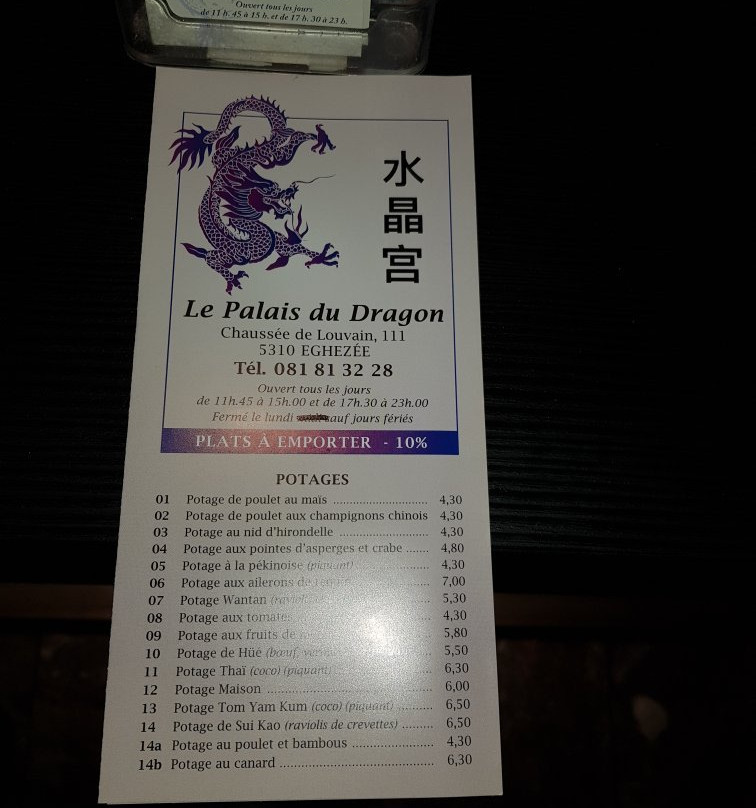 Ouvert tous les jours
de 11 h. 45 à 15 h. et de 17 h. 30 à 23 h.
水晶宫
Le Palais du Dragon
Chaussée de Louvain, 111
5310 EGHEZÉE
Tél. 081 81 32 28
Ouvert tous les jours
de 11h.45 à 15h.00 et de 17h.30 à 23h.00
Fermé le lundi sauf jours fériés
PLATS À EMPORTER - 10%
POTAGES
01 Potage de poulet au maïs 4,30
02 Potage de poulet aux champignons chinois 4,30
03 Potage au nid d'hirondelle 4,30
04 Potage aux pointes d'asperges et crabe 4,80
05 Potage à la pékinoise (piquant) 4,30
06 Potage aux ailerons de 7,00
07 Potage Wantan 5,30
08 Potage aux tomates 4,30
09 Potage aux fruits de 5,80
10 Potage de Hüé (bœuf, 5,50
11 Potage Thaï (coco) (piquant) 6,30
12 Potage Maison 6,00
13 Potage Tom Yam Kum (coco) (piquant) 6,50
14 Potage de Sui Kao (raviolis de crevettes) 6,50
14a Potage au poulet et bambous 4,30
14b Potage au canard 6,30